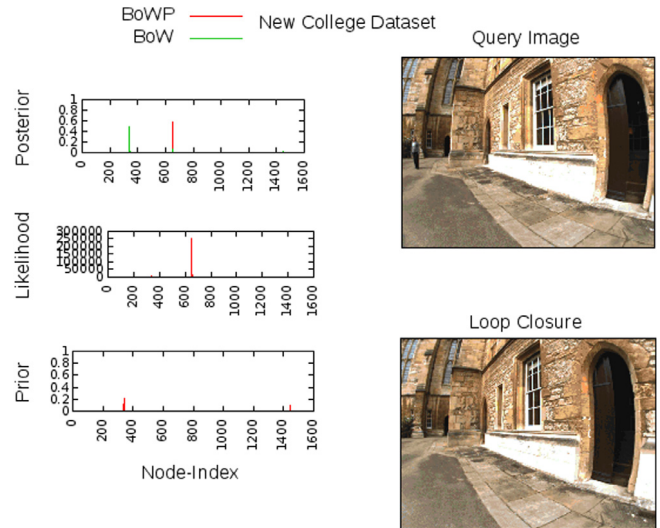 BoWP
BoW
New College Dataset
Query Image
Posterior
1
0.8
0.6
0.4
0.2
0
0 200 400 600 800 1000 1200 1400 1600
Likelihood
300000
250000
200000
150000
100000
50000
0
0 200 400 600 800 1000 1200 1400 1600
Loop Closure
Prior
1
0.8
0.6
0.4
0.2
0
0 200 400 600 800 1000 1200 1400 1600
Node-Index